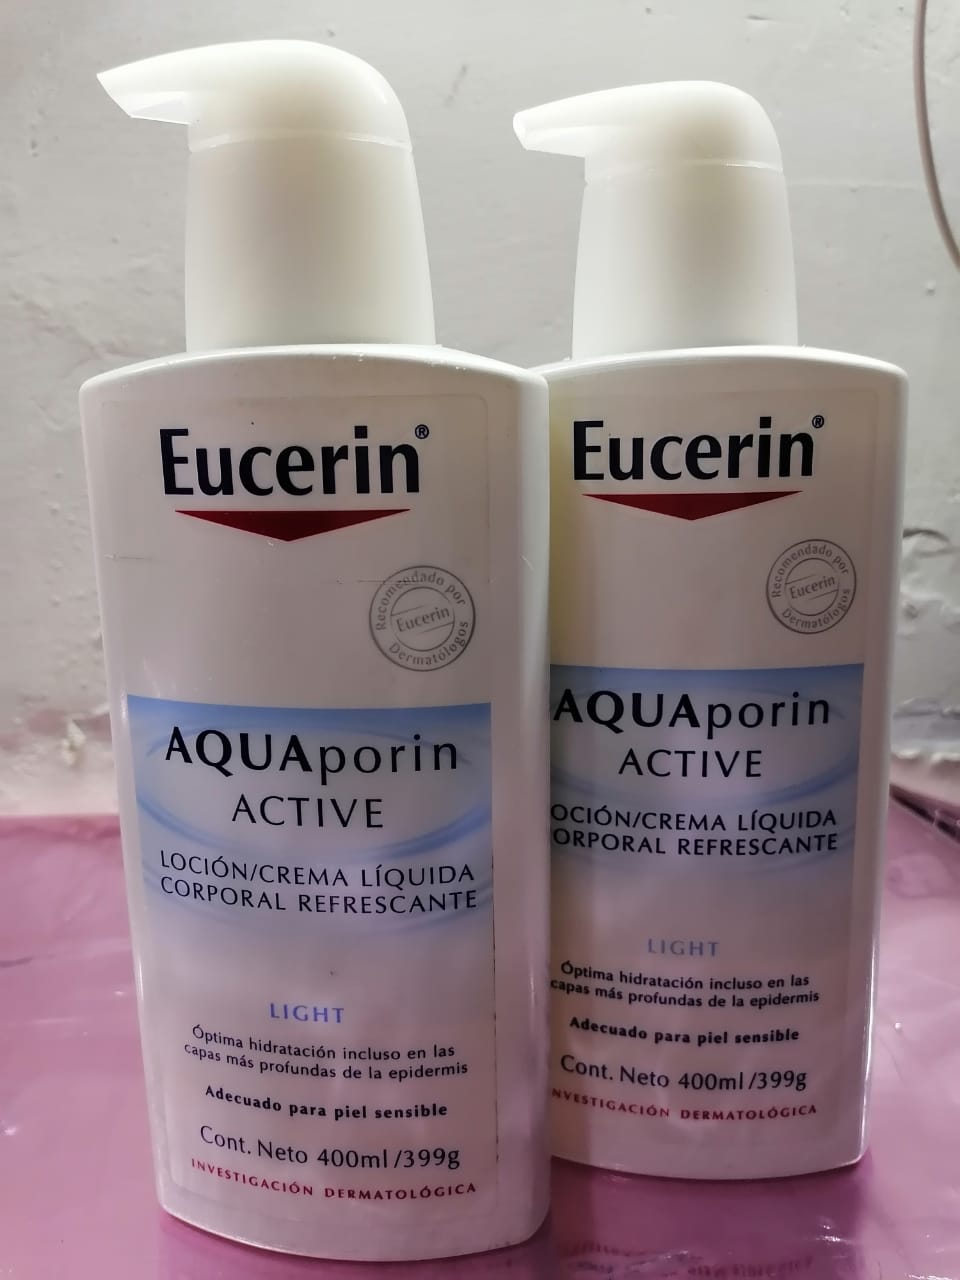 Eucerin®
Recomendado por
Eucerin
Dermatólogos
AQUAporin
ACTIVE
LOCIÓN/CREMA LÍQUIDA
CORPORAL REFRESCANTE
LIGHT
Óptima hidratación incluso en las
capas más profundas de la epidermis
Adecuado para piel sensible
Cont. Neto 400ml/399g
INVESTIGACIÓN DERMATOLÓGICA
Eucerin®
Recomendado por
Eucerin
Dermatólogos
AQUAporin
ACTIVE
OCIÓN/CREMA LÍQUIDA
ORPORAL REFRESCANTE
LIGHT
Óptima hidratación incluso en las
capas más profundas de la epidermis
Adecuado para piel sensible
Cont. Neto 400ml/399g
NVESTIGACIÓN DERMATOLÓGICA